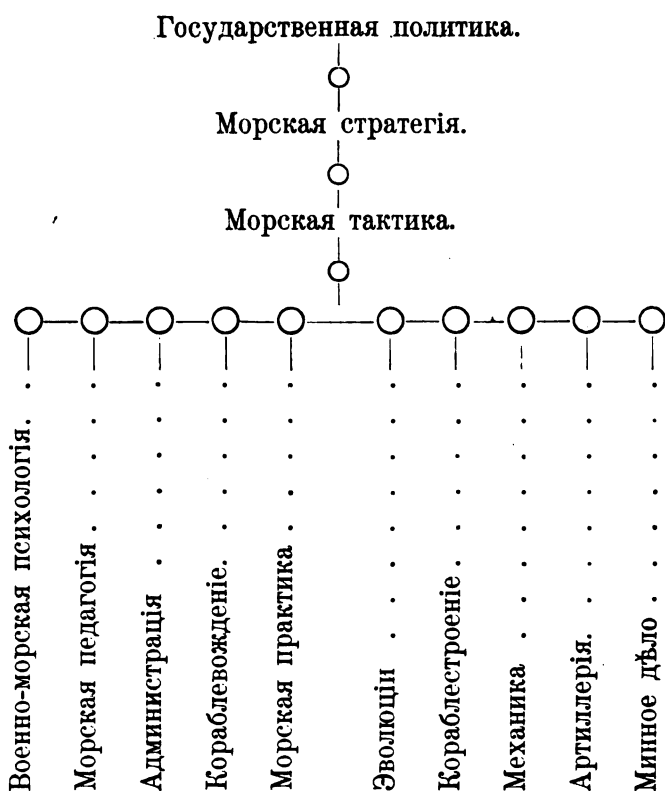 Государственная политика.
Морская стратегія.
Морская тактика.
Военно-морская психологія. .
Морская педагогія . . . . . .
Администрація . . . . . . .
Кораблевожденіе. . . . . . .
Морская практика . . . . . .
Эволюціи . . . . . . . .
Кораблестроеніе . . . . . . .
Механика . . . . . . . .
Артиллерія. . . . . . . .
Минное дѣло . . . . . . .